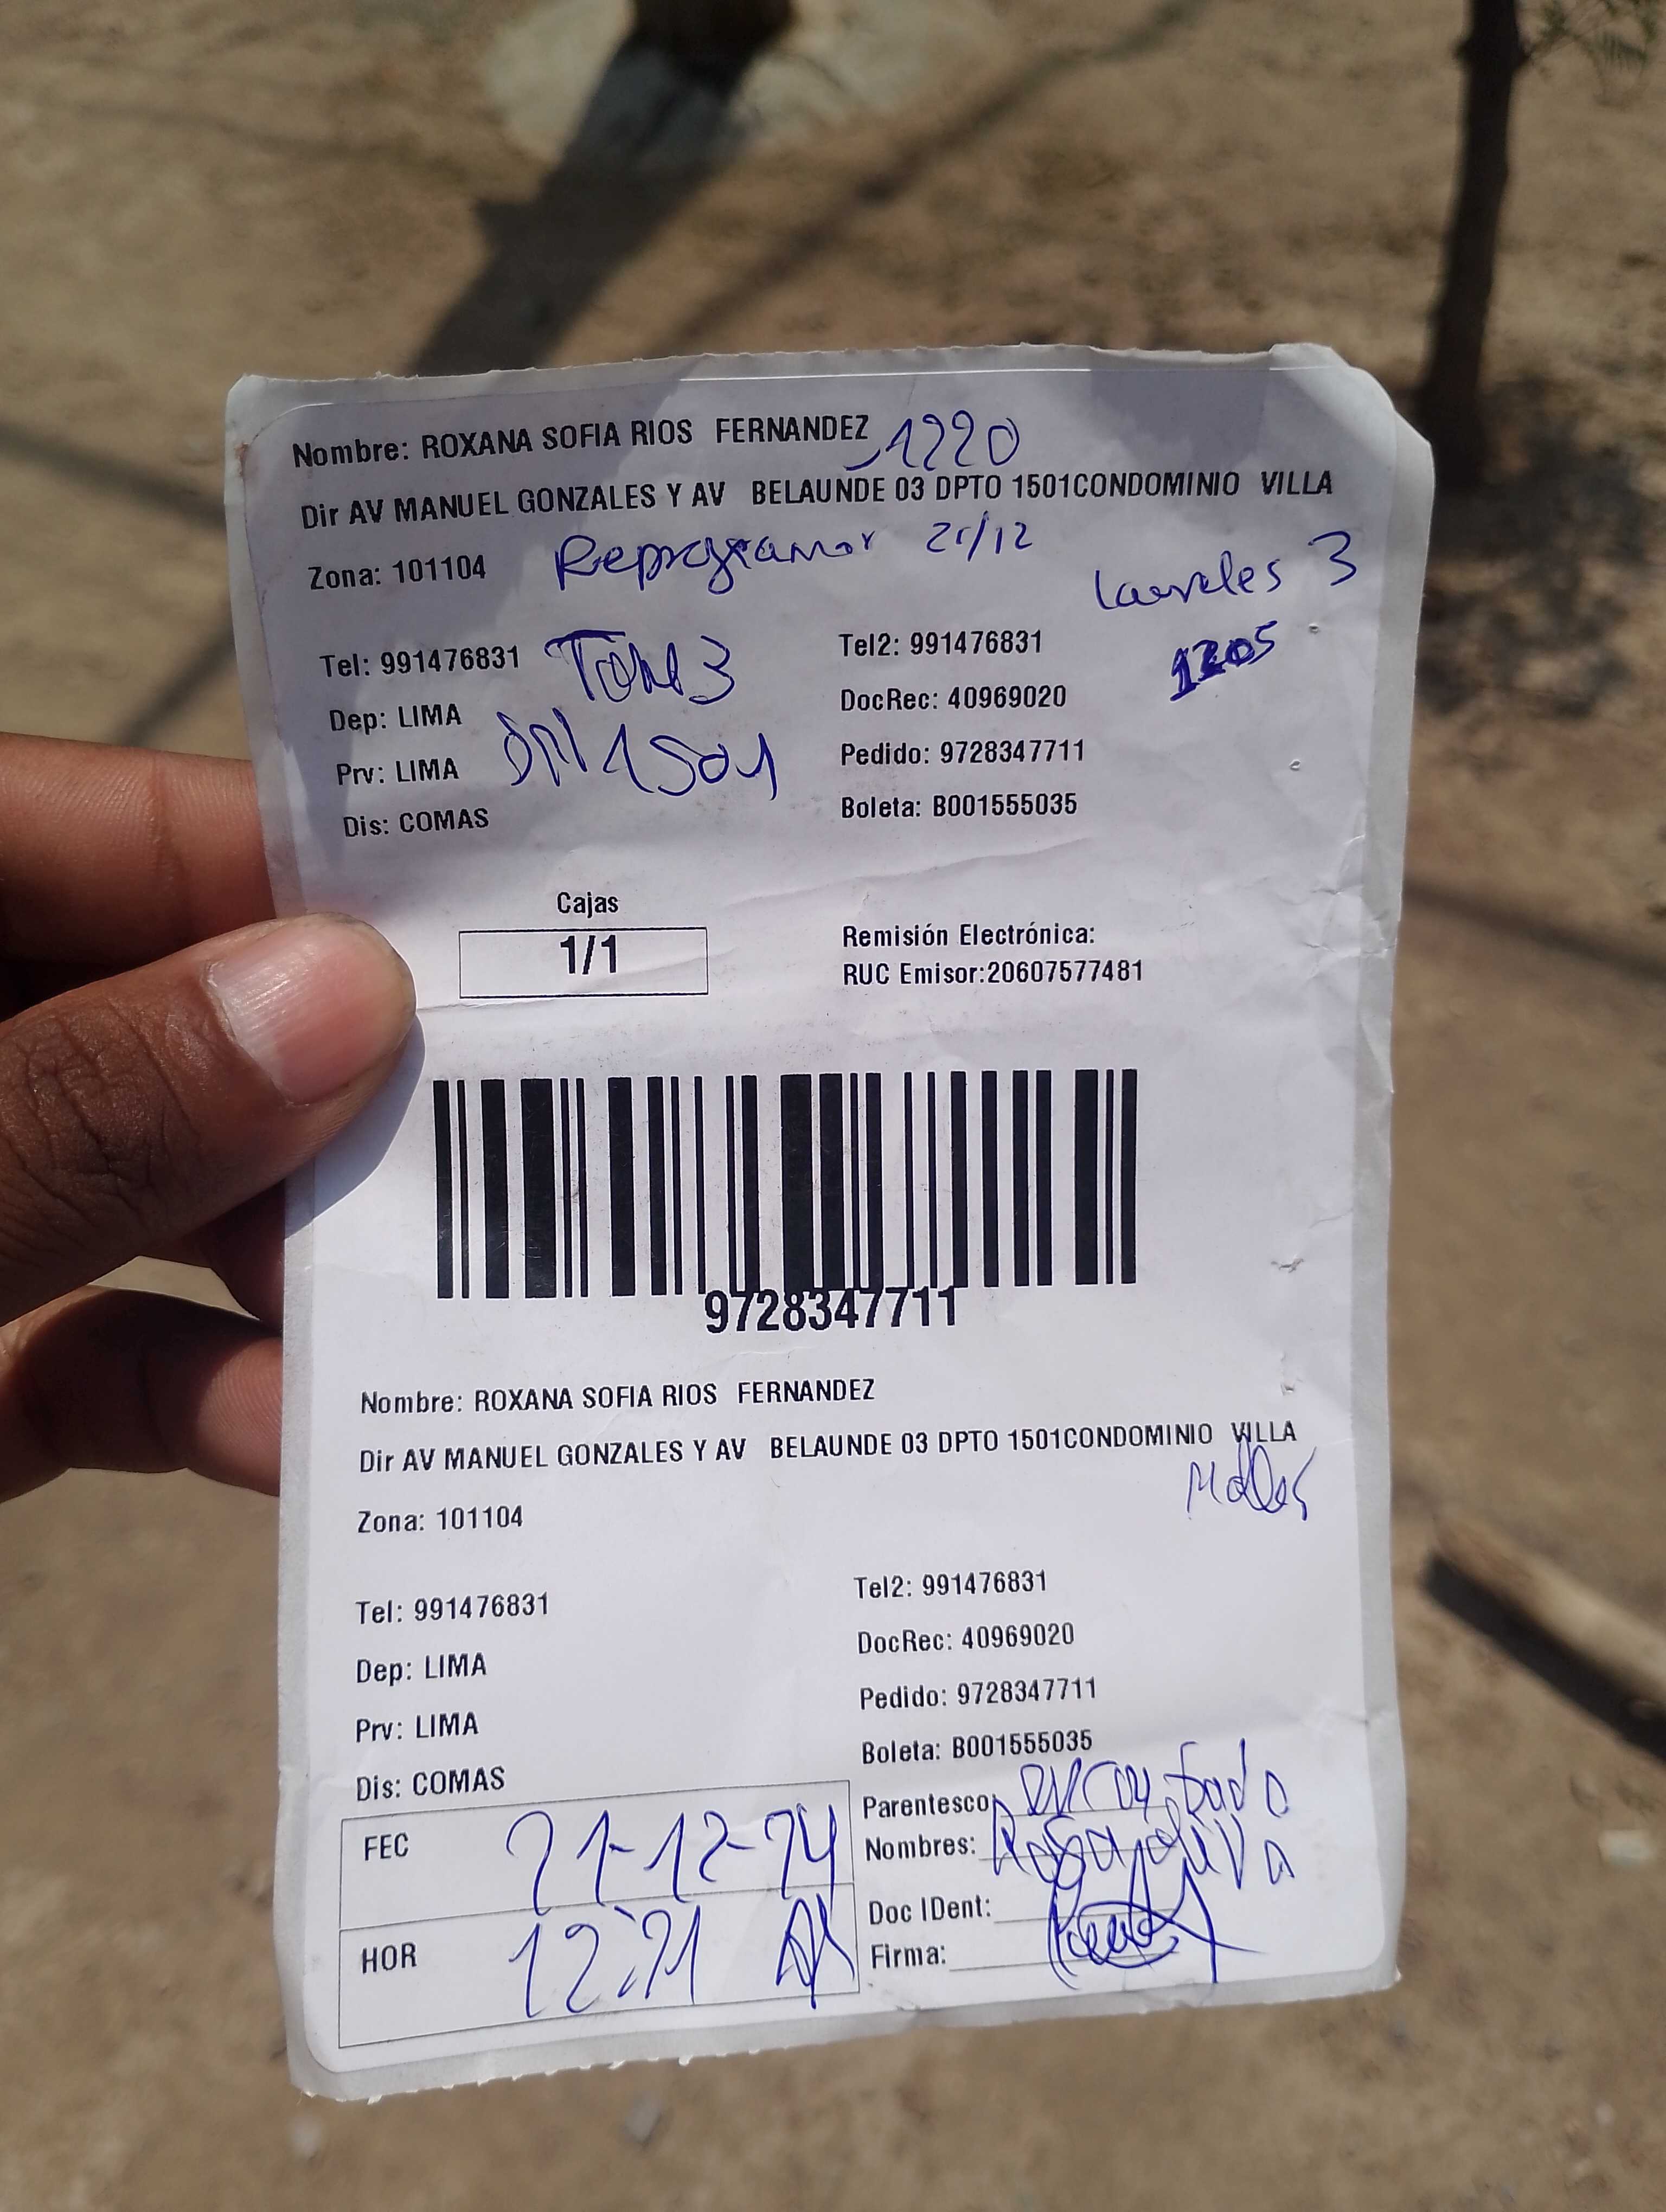 Nombre: ROXANA SOFIA RIOS FERNANDEZ 1220
Dir AV MANUEL GONZALES Y AV BELAUNDE 03 DPTO 1501CONDOMINIO VILLA
Zona: 101104 Reprogramar 21/12
Laureles 3
1205
Tel: 991476831
Dep: LIMA
Prv: LIMA
Dis: COMAS
Tel2: 991476831
DocRec: 40969020
Pedido: 9728347711
Boleta: B001555035
Cajas
1/1
Remisión Electrónica:
RUC Emisor:20607577481
9728347711
Nombre: ROXANA SOFIA RIOS FERNANDEZ
Dir AV MANUEL GONZALES Y AV BELAUNDE 03 DPTO 1501CONDOMINIO VILLA
Zona: 101104
Tel: 991476831
Dep: LIMA
Prv: LIMA
Dis: COMAS
Tel2: 991476831
DocRec: 40969020
Pedido: 9728347711
Boleta: B001555035
FEC 21-12-24
HOR 12:21
Parentesco:
Nombres:
Doc IDent:
Firma: